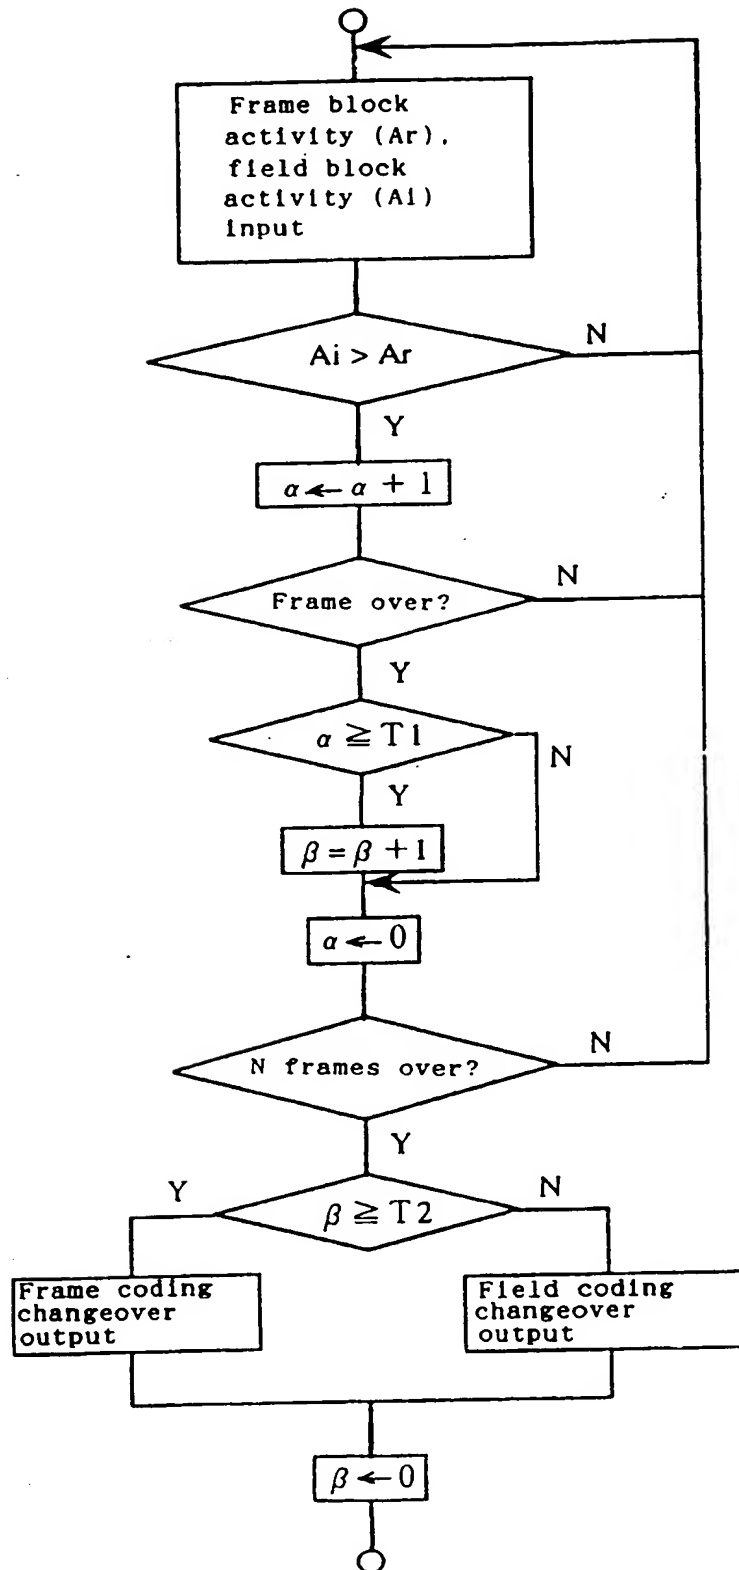 Frame block
activity (Ar).
field block
activity (Ai)
input
Ai > Ar
N
Y
α ← α + 1
Frame over?
N
Y
α ≧ T1
N
Y
β = β + 1
α ← 0
N frames over?
N
Y
Y
β ≧ T2
N
Frame coding
changeover
output
Field coding
changeover
output
β ← 0